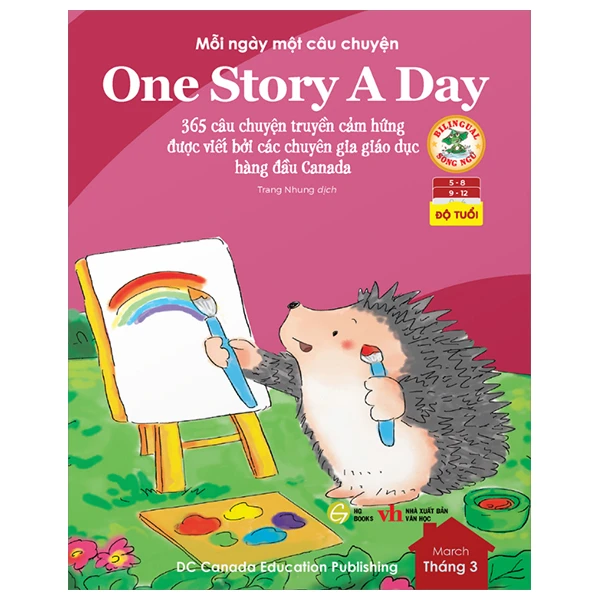 Mỗi ngày một câu chuyện
One Story A Day
365 câu chuyện truyền cảm hứng
được viết bởi các chuyên gia giáo dục
hàng đầu Canada
Trang Nhung dịch
BILINGUAL
SONG NGỮ
5 - 8
9 - 12
ĐỘ TUỔI
HG
BOOKS
vh
NHÀ XUẤT BẢN
VĂN HỌC
March
Tháng 3
DC Canada Education Publishing